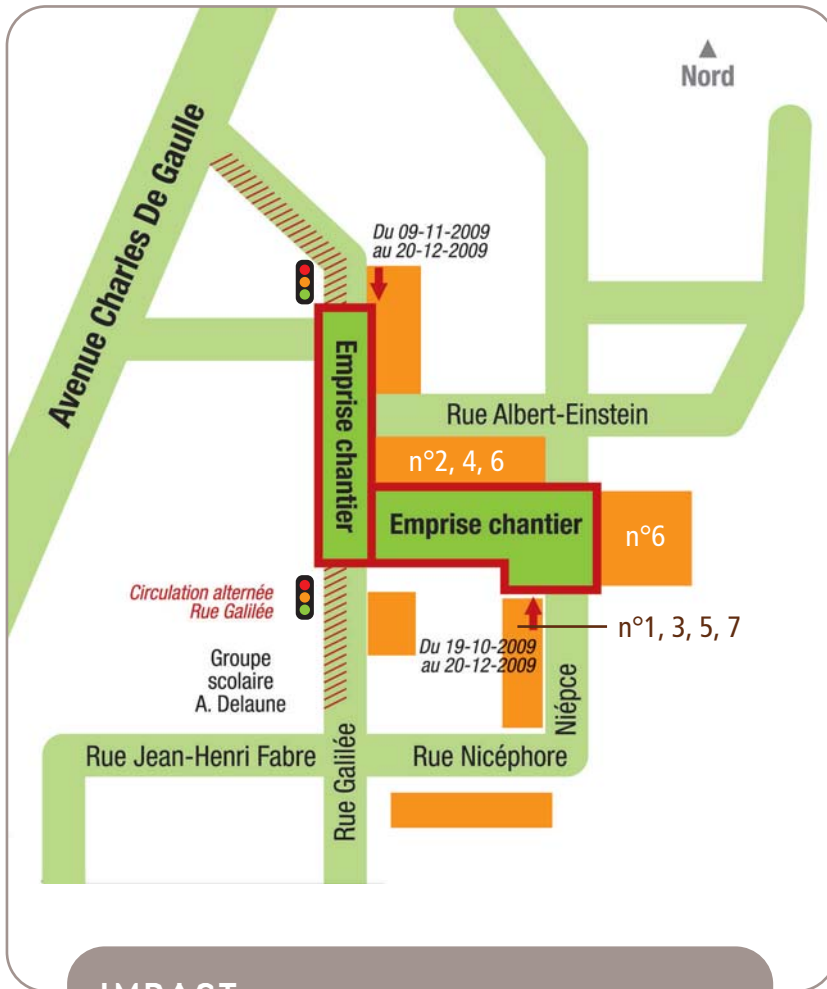 Nord
Avenue Charles De Gaulle
Du 09-11-2009
au 20-12-2009
Emprise chantier
Rue Albert-Einstein
n°2, 4, 6
Emprise chantier
n°6
Circulation alternée
Rue Galilée
n°1, 3, 5, 7
Du 19-10-2009
au 20-12-2009
Groupe
scolaire
A. Delaune
Niépce
Rue Jean-Henri Fabre
Rue Nicéphore
Rue Galilée
IMPACT